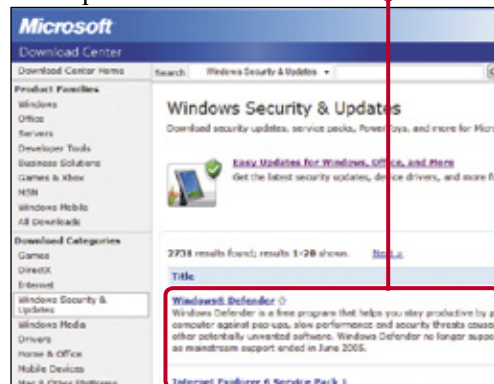 Microsoft
Download Center
Download Center Home
Search Windows Security & Updates
Product Families
Windows
Office
Servers
Developer Tools
Business Solutions
Games & Xbox
MSN
Windows Mobile
All Downloads
Download Categories
Games
DirectX
Internet
Windows Security &
Updates
Windows Media
Drivers
Home & Office
Mobile Devices
Mac & Other Platforms
Windows Security & Updates
Download security updates, service packs, PowerToys, and more for Micr
Easy Updates for Windows, Office, and More
Get the latest security updates, device drivers, and more f
2731 results found; results 1-20 shown.
Title
Windows® Defender
Windows Defender is a free program that helps you stay productive by p
computer against pop-ups, slow performance and security threats cause
other potentially unwanted software. Windows Defender no longer suppo
as mainstream support ended in June 2005.
Internet Explorer 6 Service Pack 1